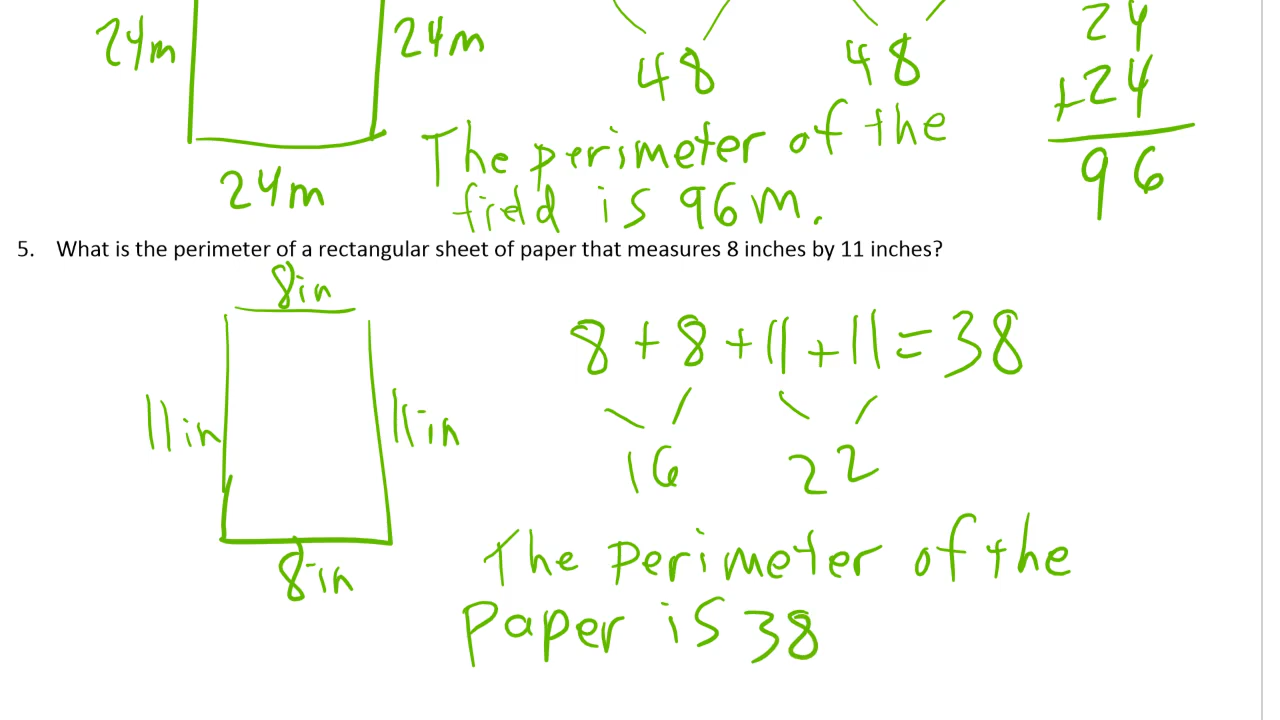 24
24m 24m 48 48 +24
The perimeter of the 96
24m field is 96m.
5. What is the perimeter of a rectangular sheet of paper that measures 8 inches by 11 inches?
8in
8 + 8 + 11 + 11 = 38
11in 11in
16 22
8in
The perimeter of the
Paper is 38